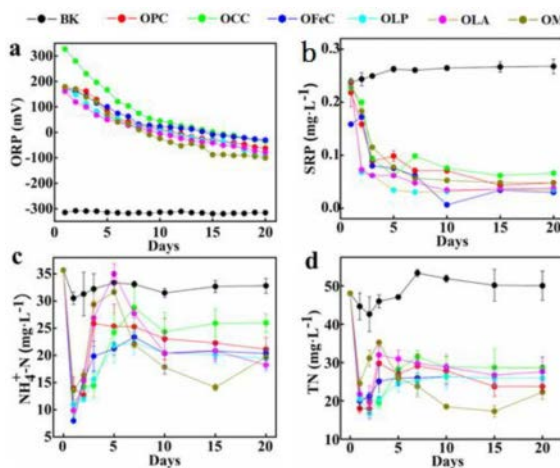 BK OPC OCC OFeC OLP OLA OM
a
300
200
100
0
-100
-300
ORP (mV)
0 5 10 15 20
Days
b
0.3
0.2
0.1
0.0
SRP (mg·L⁻¹)
0 5 10 15 20
Days
c
35
30
25
20
15
10
5
NH₄⁺-N (mg·L⁻¹)
0 5 10 15 20
Days
d
50
40
30
20
10
TN (mg·L⁻¹)
0 5 10 15 20
Days